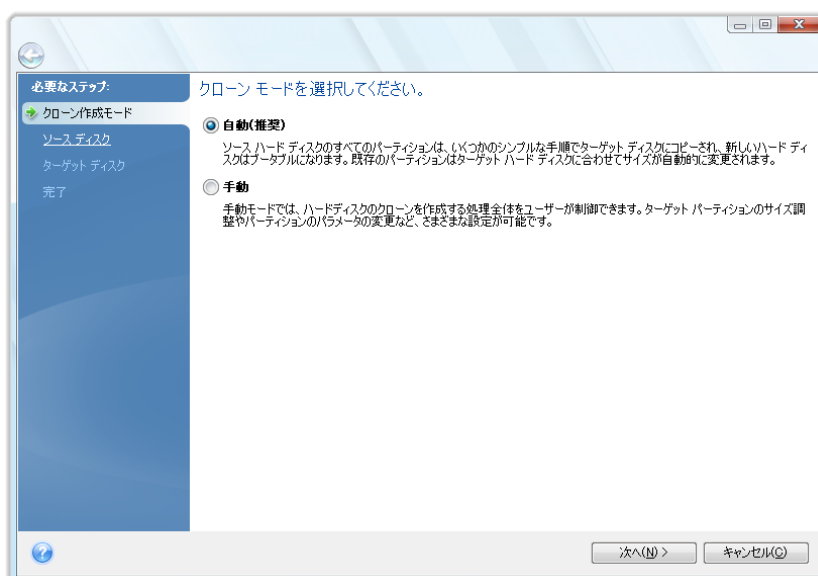 必要なステップ:
クローン作成モード
ソース ディスク
ターゲット ディスク
完了
クローン モードを選択してください。
自動(推奨)
ソース ハード ディスクのすべてのパーティションは、いくつかのシンプルな手順でターゲット ディスクにコピーされ、新しいハード ディ
スクはブータブルになります。既存のパーティションはターゲット ハード ディスクに合わせてサイズが自動的に変更されます。
手動
手動モードでは、ハードディスクのクローンを作成する処理全体をユーザーが制御できます。ターゲット パーティションのサイズ調
整やパーティションのパラメータの変更など、さまざまな設定が可能です。
次へ(N) >
キャンセル(C)